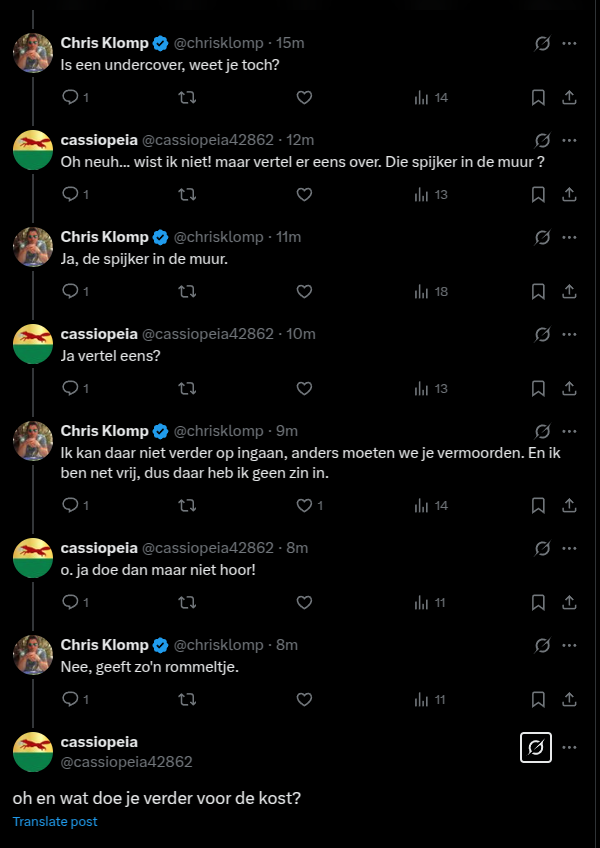 Chris Klomp @chrisklomp · 15m
Is een undercover, weet je toch?
1 14
cassiopeia @cassiopeia42862 · 12m
Oh neuh... wist ik niet! maar vertel er eens over. Die spijker in de muur ?
1 13
Chris Klomp @chrisklomp · 11m
Ja, de spijker in de muur.
1 18
cassiopeia @cassiopeia42862 · 10m
Ja vertel eens?
1 13
Chris Klomp @chrisklomp · 9m
Ik kan daar niet verder op ingaan, anders moeten we je vermoorden. En ik
ben net vrij, dus daar heb ik geen zin in.
1 1 14
cassiopeia @cassiopeia42862 · 8m
o. ja doe dan maar niet hoor!
1 11
Chris Klomp @chrisklomp · 8m
Nee, geeft zo'n rommeltje.
1 11
cassiopeia
@cassiopeia42862
oh en wat doe je verder voor de kost?
Translate post